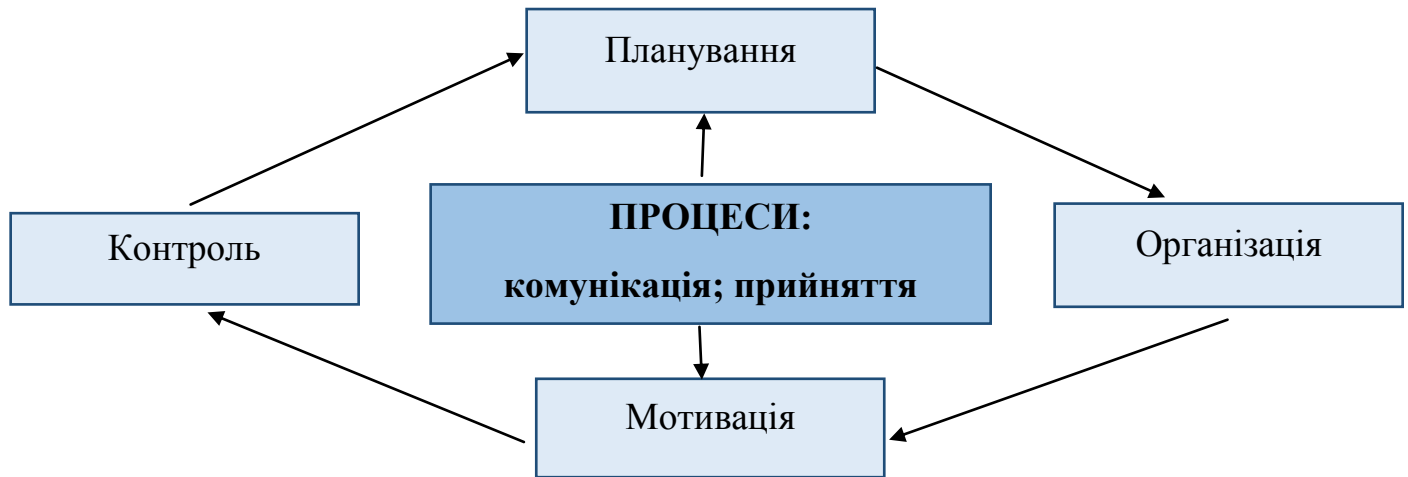 Планування
ПРОЦЕСИ:
комунікація; прийняття
Контроль
Організація
Мотивація